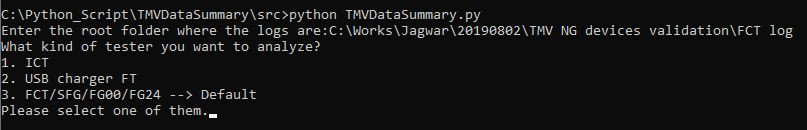 C:\Python_Script\TMVDataSummary\src>python TMVDataSummary.py
Enter the root folder where the logs are:C:\Works\Jagwar\20190802\TMV NG devices validation\FCT log
What kind of tester you want to analyze?
1. ICT
2. USB charger FT
3. FCT/SFG/FG00/FG24 --> Default
Please select one of them.